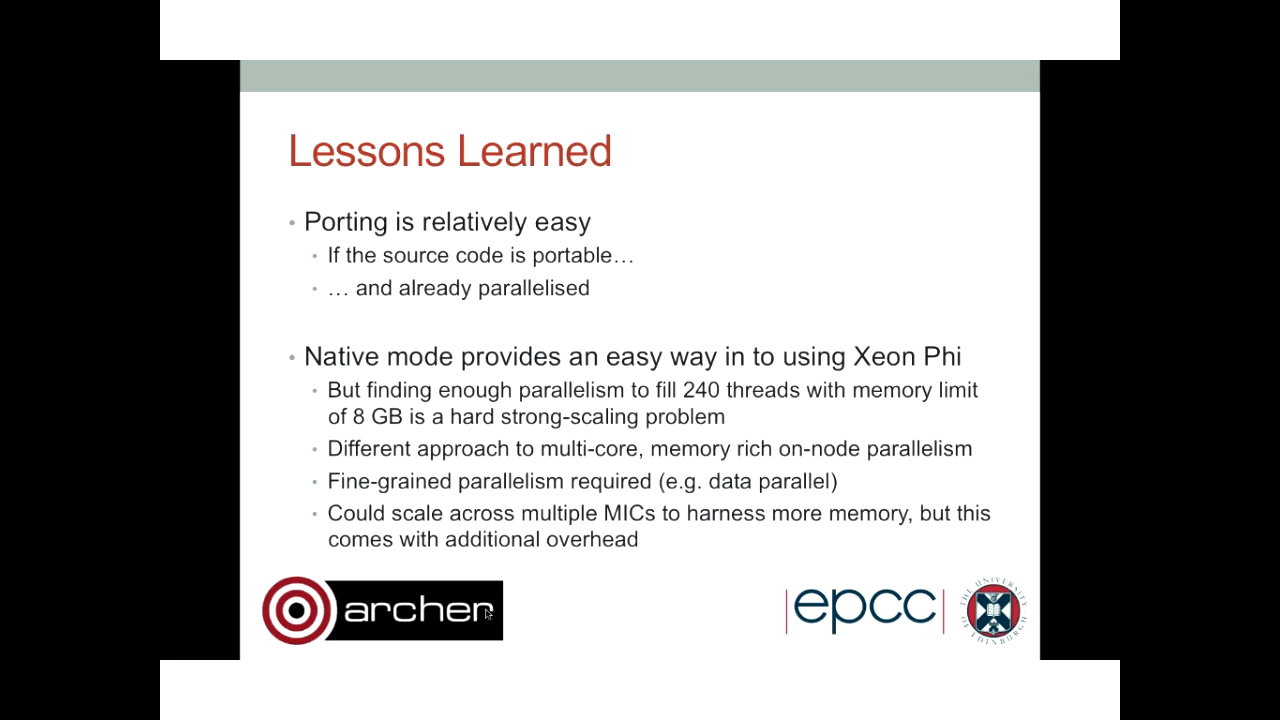 Lessons Learned
• Porting is relatively easy
• If the source code is portable…
• … and already parallelised
• Native mode provides an easy way in to using Xeon Phi
• But finding enough parallelism to fill 240 threads with memory limit
of 8 GB is a hard strong-scaling problem
• Different approach to multi-core, memory rich on-node parallelism
• Fine-grained parallelism required (e.g. data parallel)
• Could scale across multiple MICs to harness more memory, but this
comes with additional overhead
archer
epcc
THE UNIVERSITY
OF EDINBURGH